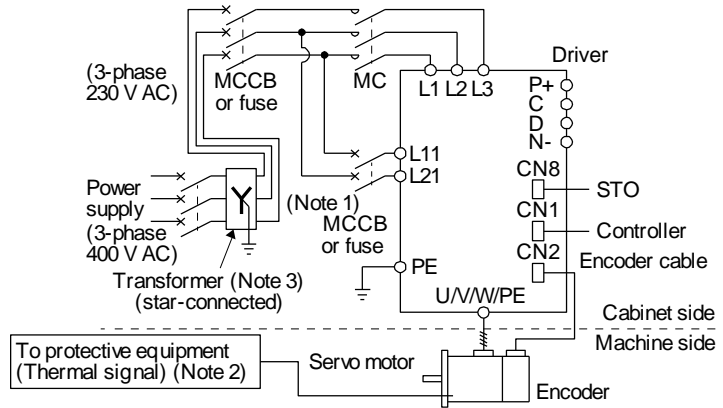 (3-phase
230 V AC)
MCCB
or fuse
MC
Driver
L1 L2 L3
P+
C
D
N-
L11
L21
CN8
STO
Power
supply
(3-phase
400 V AC)
(Note 1)
MCCB
or fuse
CN1
Controller
CN2
Encoder cable
Transformer (Note 3)
(star-connected)
PE
U/V/W/PE
Cabinet side
Machine side
To protective equipment
(Thermal signal) (Note 2)
Servo motor
Encoder